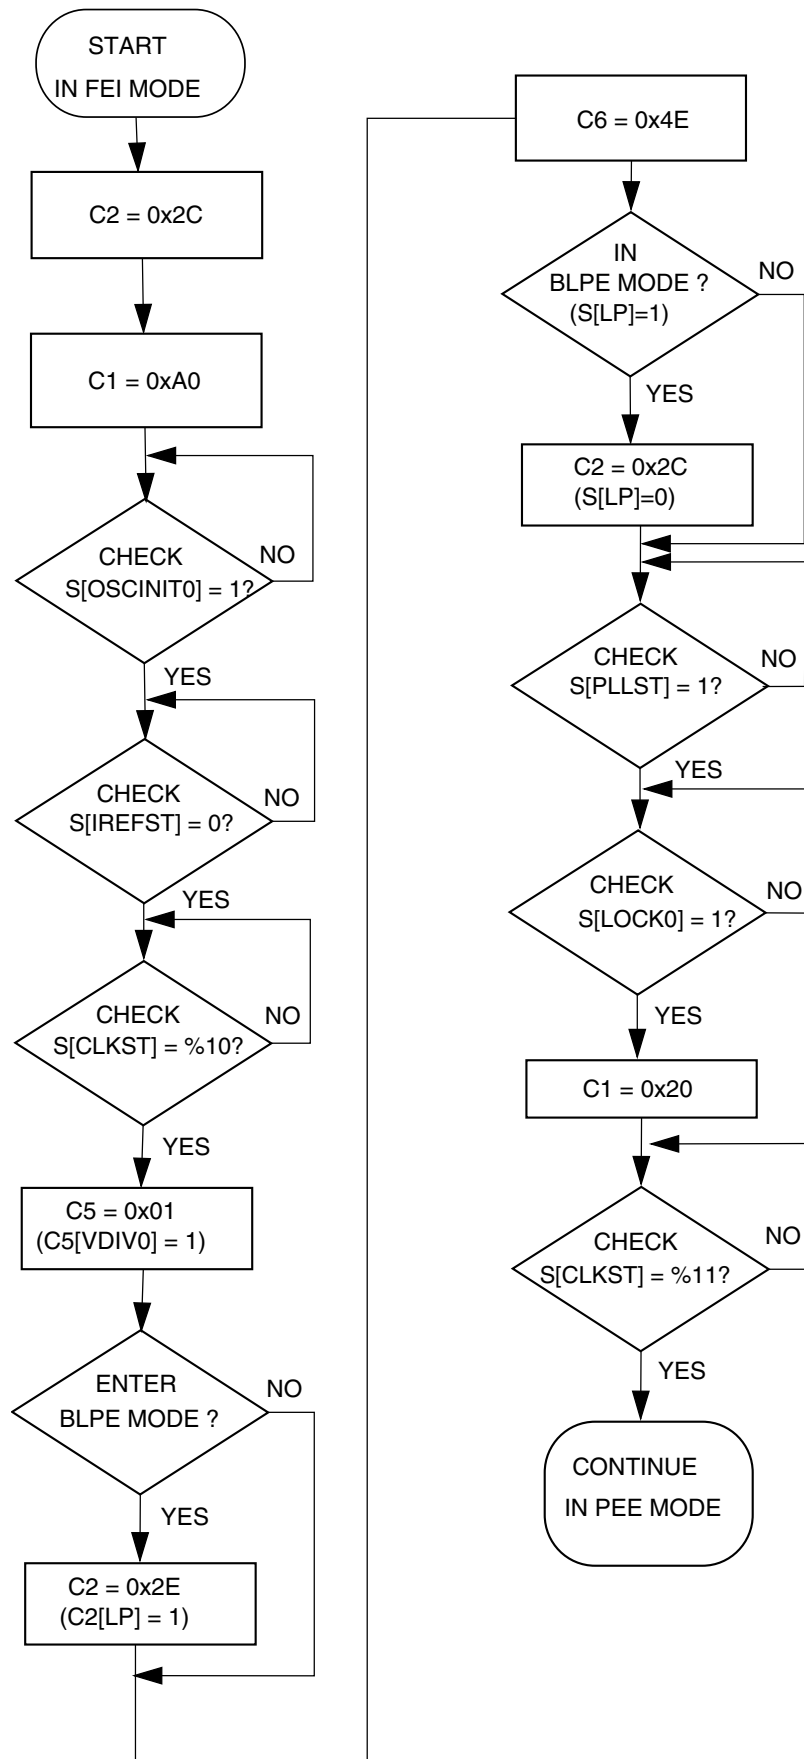 START
IN FEI MODE
C2 = 0x2C
C1 = 0xA0
CHECK
S[OSCINIT0] = 1?
NO
YES
CHECK
S[IREFST] = 0?
NO
YES
CHECK
S[CLKST] = %10?
NO
YES
C5 = 0x01
(C5[VDIV0] = 1)
ENTER
BLPE MODE ?
NO
YES
C2 = 0x2E
(C2[LP] = 1)
C6 = 0x4E
IN
BLPE MODE ?
(S[LP]=1)
NO
YES
C2 = 0x2C
(S[LP]=0)
CHECK
S[PLLST] = 1?
NO
YES
CHECK
S[LOCK0] = 1?
NO
YES
C1 = 0x20
CHECK
S[CLKST] = %11?
NO
YES
CONTINUE
IN PEE MODE